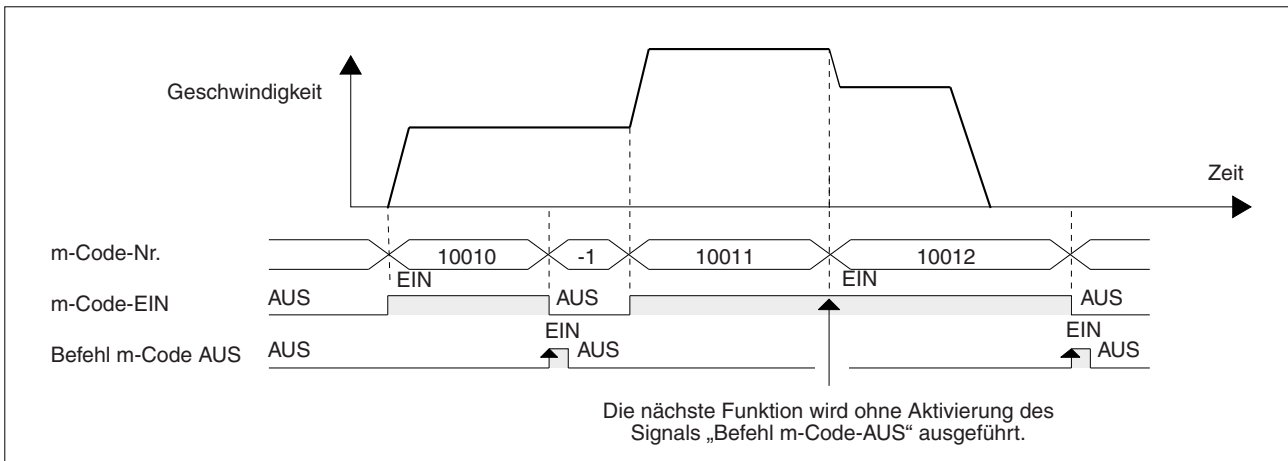 Geschwindigkeit
Zeit
m-Code-Nr.
10010
-1
10011
10012
EIN
EIN
m-Code-EIN
AUS
AUS
AUS
EIN
EIN
Befehl m-Code AUS
AUS
AUS
AUS
Die nächste Funktion wird ohne Aktivierung des
Signals „Befehl m-Code-AUS“ ausgeführt.